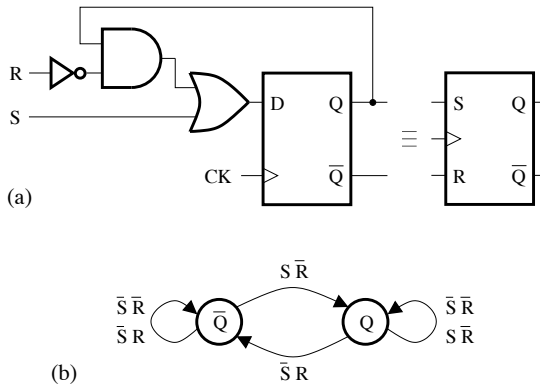 R
S
D Q S Q
CK Q̅ R Q̅
(a)
S R̅
S̅ R̅ S̅ R̅
Q̅ Q
S̅ R S R̅
S̅ R
(b)